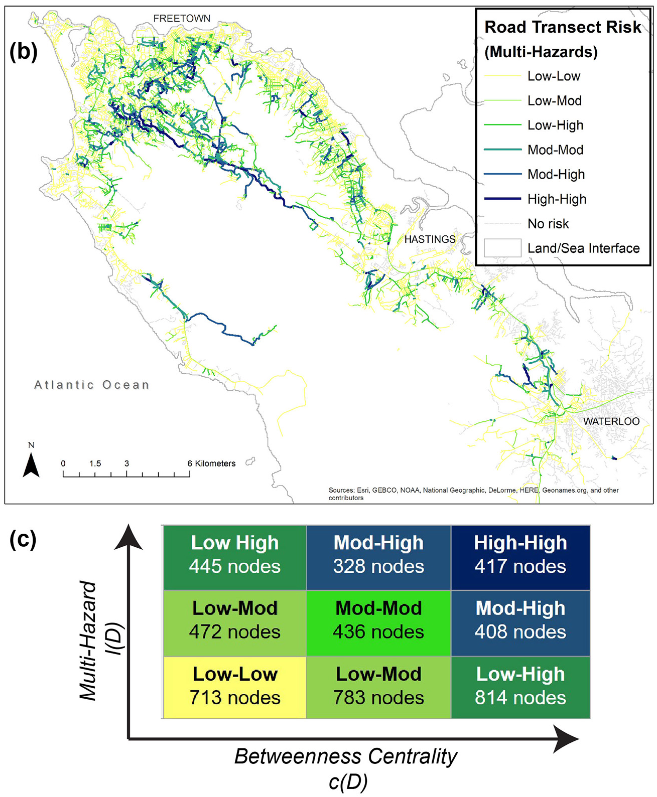 (b)
FREETOWN
Road Transect Risk
(Multi-Hazards)
Low-Low
Low-Mod
Low-High
Mod-Mod
Mod-High
High-High
No risk
Land/Sea Interface
HASTINGS
Atlantic Ocean
WATERLOO
N
0 1.5 3 6 Kilometers
Sources: Esri, GEBCO, NOAA, National Geographic, DeLorme, HERE, Geonames.org, and other
contributors
(c)
Multi-Hazard
I(D)
Low High Mod-High High-High
445 nodes 328 nodes 417 nodes
Low-Mod Mod-Mod Mod-High
472 nodes 436 nodes 408 nodes
Low-Low Low-Mod Low-High
713 nodes 783 nodes 814 nodes
Betweenness Centrality
c(D)